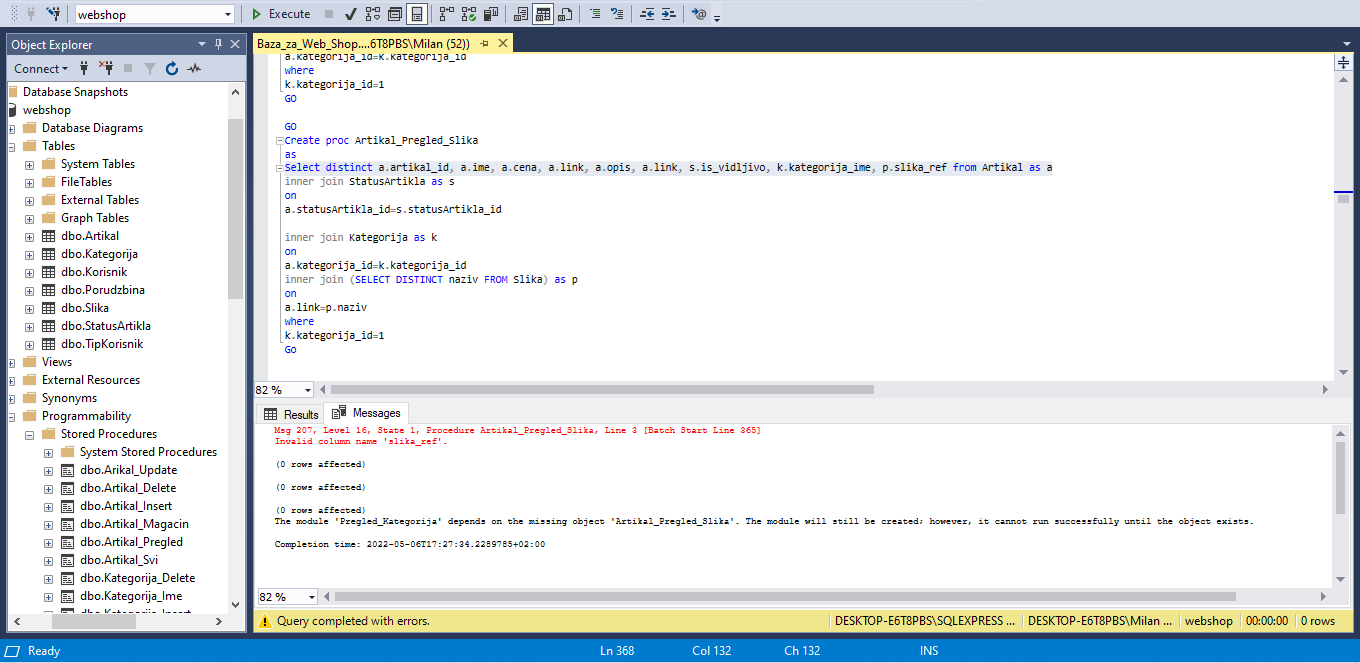 webshop
Execute
Object Explorer
Baza_za_Web_Shop....6T8PBS\Milan (52))
Connect
Database Snapshots
webshop
Database Diagrams
Tables
System Tables
FileTables
External Tables
Graph Tables
dbo.Artikal
dbo.Kategorija
dbo.Korisnik
dbo.Porudzbina
dbo.Slika
dbo.StatusArtikla
dbo.TipKorisnik
Views
External Resources
Synonyms
Programmability
Stored Procedures
System Stored Procedures
dbo.Arikal_Update
dbo.Artikal_Delete
dbo.Artikal_Insert
dbo.Artikal_Magacin
dbo.Artikal_Pregled
dbo.Artikal_Svi
dbo.Kategorija_Delete
dbo.Kategorija_Ime
dbo.Kategorija_Insert
a.kategorija_id=k.kategorija_id
where
k.kategorija_id=1
GO
GO
Create proc Artikal_Pregled_Slika
as
Select distinct a.artikal_id, a.ime, a.cena, a.link, a.opis, a.link, s.is_vidljivo, k.kategorija_ime, p.slika_ref from Artikal as a
inner join StatusArtikla as s
on
a.statusArtikla_id=s.statusArtikla_id
inner join Kategorija as k
on
a.kategorija_id=k.kategorija_id
inner join (SELECT DISTINCT naziv FROM Slika) as p
on
a.link=p.naziv
where
k.kategorija_id=1
GO
82 %
Results
Messages
Msg 207, Level 16, State 1, Procedure Artikal_Pregled_Slika, Line 3 [Batch Start Line 365]
Invalid column name 'slika_ref'.
(0 rows affected)
(0 rows affected)
(0 rows affected)
The module 'Pregled_Kategorija' depends on the missing object 'Artikal_Pregled_Slika'. The module will still be created; however, it cannot run successfully until the object exists.
Completion time: 2022-05-06T17:27:34.2289785+02:00
82 %
Query completed with errors.
DESKTOP-E6T8PBS\SQLEXPRESS ...
DESKTOP-E6T8PBS\Milan ...
webshop
00:00:00
0 rows
Ready
Ln 368
Col 132
Ch 132
INS